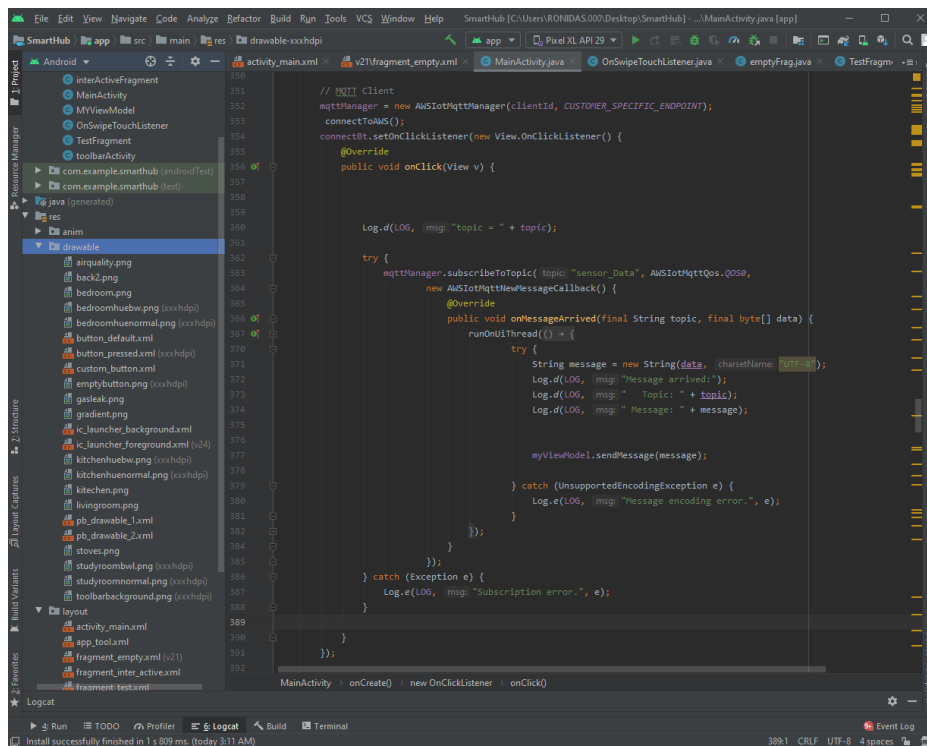 File Edit View Navigate Code Analyze Refactor Build Run Tools VCS Window Help SmartHub [C:\Users\RONIDAS.000\Desktop\SmartHub] - ...\MainActivity.java [app]
SmartHub app src main res drawable-xxxhdpi app Pixel XL API 29
Android activity_main.xml v21\fragment_empty.xml MainActivity.java OnSwipeTouchListener.java emptyFrag.java TestFragm
1: Project
Resource Manager
Z: Structure
Layout Captures
Build Variants
2: Favorites
interActiveFragment
MainActivity
MYViewModel
OnSwipeTouchListener
TestFragment
toolbarActivity
com.example.smarthub (androidTest)
com.example.smarthub (test)
java (generated)
res
anim
drawable
airquality.png
back2.png
bedroom.png
bedroomhuebw.png (xxxhdpi)
bedroomhuenormal.png (xxxhdpi)
button_default.xml
button_pressed.xml (xxxhdpi)
custom_button.xml
emptybutton.png (xxxhdpi)
gasleak.png
gradient.png
ic_launcher_background.xml
ic_launcher_foreground.xml (v24)
kitchenhuebw.png (xxxhdpi)
kitchenhuenormal.png (xxxhdpi)
kitechen.png
livingroom.png
pb_drawable_1.xml
pb_drawable_2.xml
stoves.png
studyroombwl.png (xxxhdpi)
studyroomnormal.png (xxxhdpi)
toolbarbackground.png (xxxhdpi)
layout
activity_main.xml
app_tool.xml
fragment_empty.xml (v21)
fragment_inter_active.xml
fragment_test.xml
350
351 // MQTT Client
352 mqttManager = new AWSIotMqttManager(clientId, CUSTOMER_SPECIFIC_ENDPOINT);
353 connectToAWS();
354 connectBt.setOnClickListener(new View.OnClickListener() {
355 @Override
356 public void onClick(View v) {
357
358
359
360 Log.d(LOG, msg: "topic = " + topic);
361
362 try {
363 mqttManager.subscribeToTopic( topic: "sensor_Data", AWSIotMqttQos.QOS0,
364 new AWSIotMqttNewMessageCallback() {
365 @Override
366 public void onMessageArrived(final String topic, final byte[] data) {
367 runOnUiThread(() → {
370 try {
371 String message = new String(data, charsetName: "UTF-8");
372 Log.d(LOG, msg: "Message arrived:");
373 Log.d(LOG, msg: "   Topic: " + topic);
374 Log.d(LOG, msg: " Message: " + message);
375
376
377 myViewModel.sendMessage(message);
378
379 } catch (UnsupportedEncodingException e) {
380 Log.e(LOG, msg: "Message encoding error.", e);
381 }
382 });
384 }
385 });
386 } catch (Exception e) {
387 Log.e(LOG, msg: "Subscription error.", e);
388 }
389
390 }
391 });
392
MainActivity › onCreate() › new OnClickListener › onClick()
Logcat
4: Run TODO Profiler 6: Logcat Build Terminal 9+ Event Log
Install successfully finished in 1 s 809 ms. (today 3:11 AM) 389:1 CRLF UTF-8 4 spaces